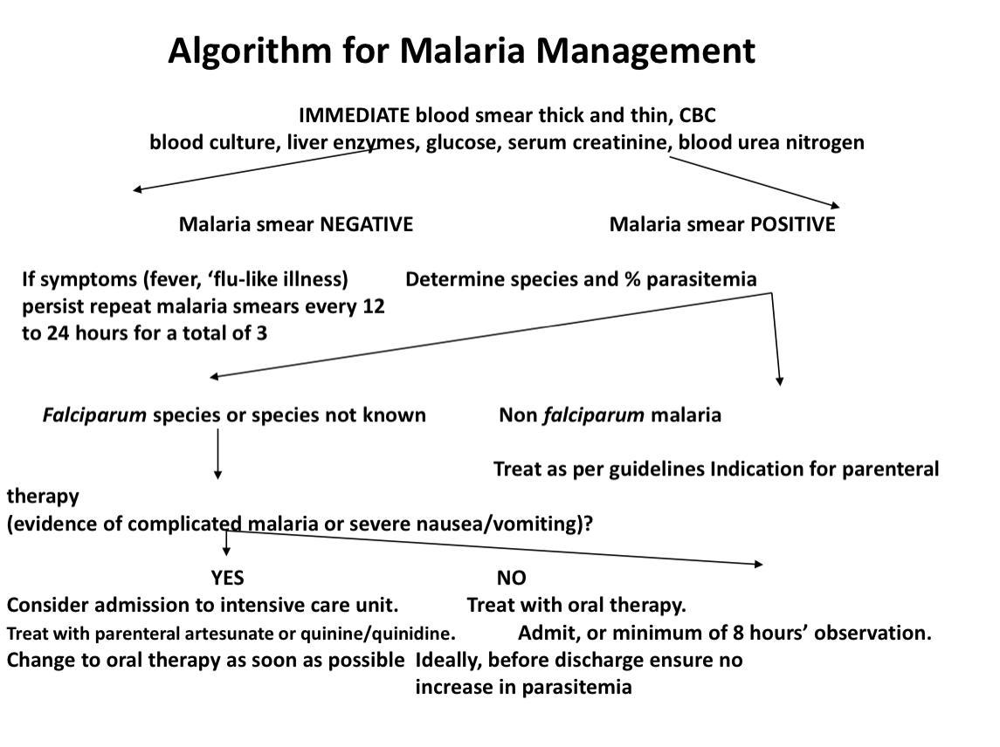 Algorithm for Malaria Management
IMMEDIATE blood smear thick and thin, CBC
blood culture, liver enzymes, glucose, serum creatinine, blood urea nitrogen
Malaria smear NEGATIVE Malaria smear POSITIVE
If symptoms (fever, ‘flu-like illness) Determine species and % parasitemia
persist repeat malaria smears every 12
to 24 hours for a total of 3
Falciparum species or species not known Non falciparum malaria
Treat as per guidelines Indication for parenteral
therapy
(evidence of complicated malaria or severe nausea/vomiting)?
YES NO
Consider admission to intensive care unit. Treat with oral therapy.
Treat with parenteral artesunate or quinine/quinidine. Admit, or minimum of 8 hours’ observation.
Change to oral therapy as soon as possible Ideally, before discharge ensure no
increase in parasitemia